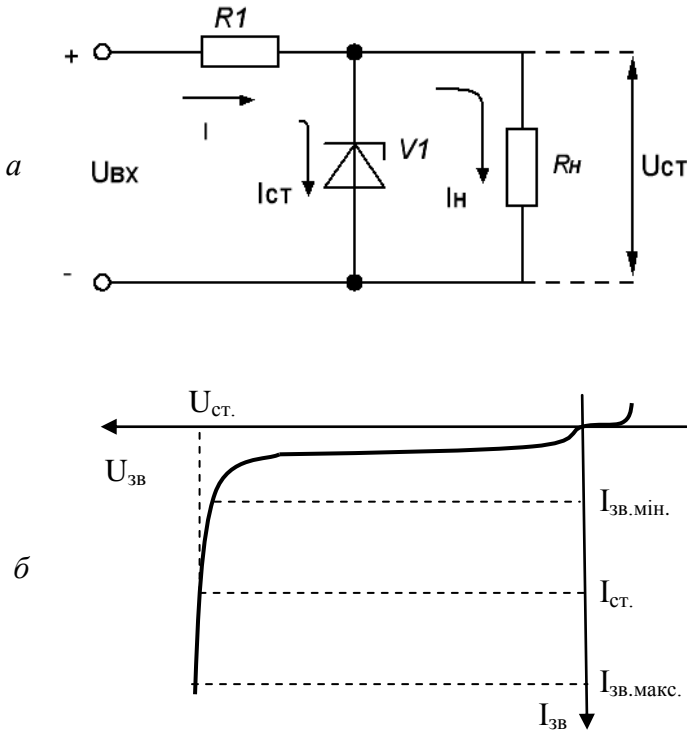 R1
+
I
V1
Rн
а
Uвх
Iст
Iн
Uст
-
Uст.
Uзв
Iзв.мін.
б
Iст.
Iзв.макс.
Iзв